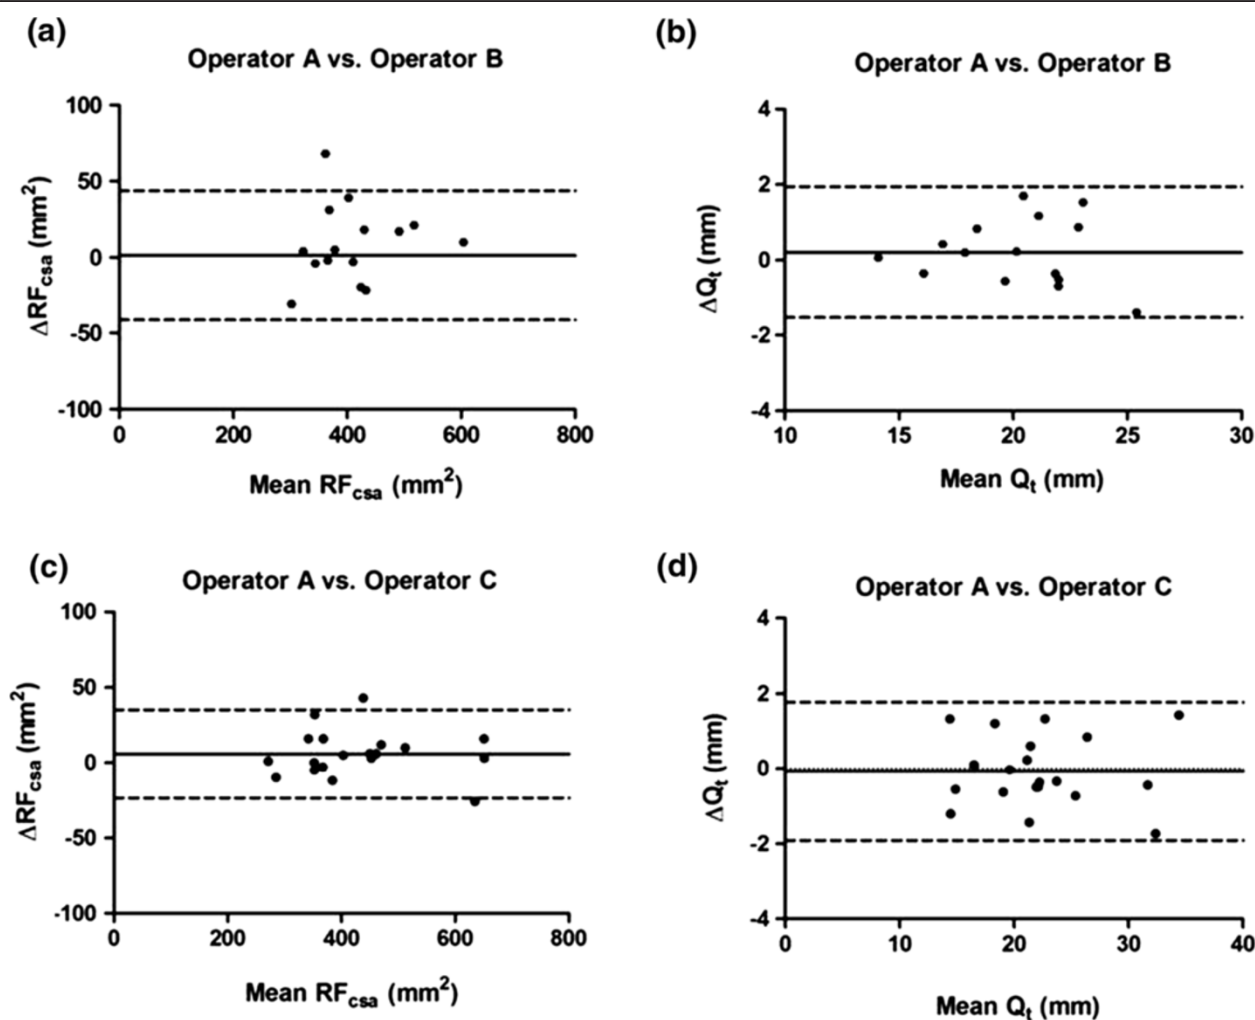 (a)
Operator A vs. Operator B
100
50
0
-50
-100
ΔRFcsa (mm²)
0 200 400 600 800
Mean RFcsa (mm²)
(b)
Operator A vs. Operator B
4
2
0
-2
-4
ΔQt (mm)
10 15 20 25 30
Mean Qt (mm)
(c)
Operator A vs. Operator C
100
50
0
-50
-100
ΔRFcsa (mm²)
0 200 400 600 800
Mean RFcsa (mm²)
(d)
Operator A vs. Operator C
4
2
0
-2
-4
ΔQt (mm)
0 10 20 30 40
Mean Qt (mm)